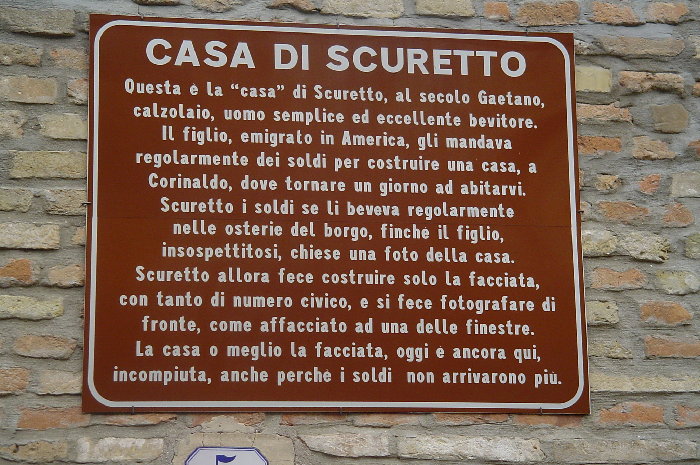 CASA DI SCURETTO
Questa è la “casa” di Scuretto, al secolo Gaetano,
calzolaio, uomo semplice ed eccellente bevitore.
Il figlio, emigrato in America, gli mandava
regolarmente dei soldi per costruire una casa, a
Corinaldo, dove tornare un giorno ad abitarvi.
Scuretto i soldi se li beveva regolarmente
nelle osterie del borgo, finchè il figlio,
insospettitosi, chiese una foto della casa.
Scuretto allora fece costruire solo la facciata,
con tanto di numero civico, e si fece fotografare di
fronte, come affacciato ad una delle finestre.
La casa o meglio la facciata, oggi è ancora qui,
incompiuta, anche perchè i soldi non arrivarono più.